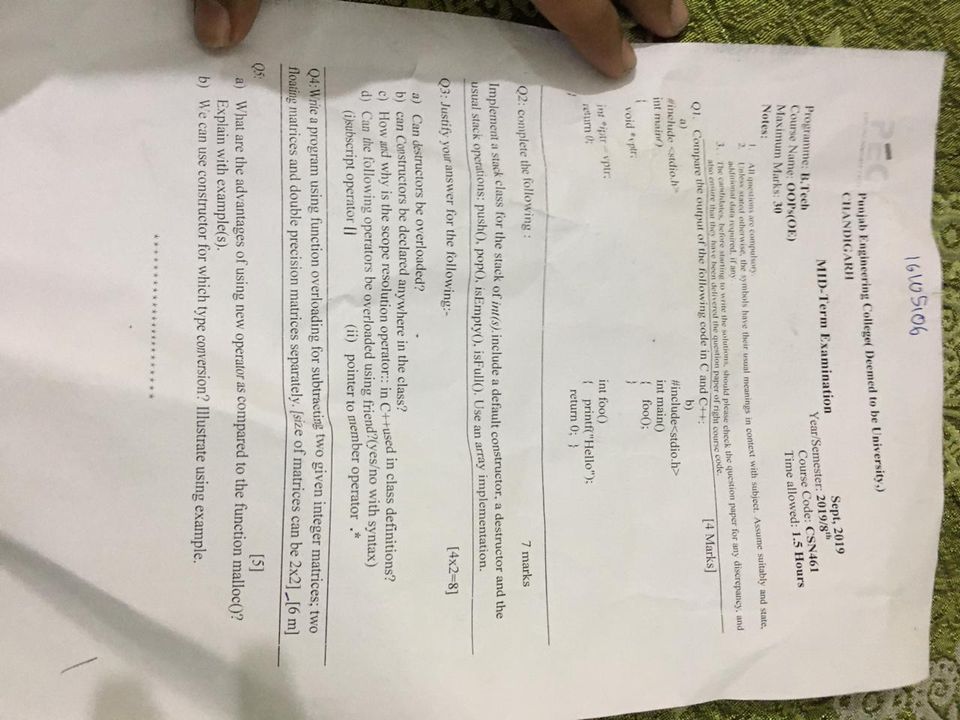 16105106
PEC
Punjab Engineering College( Deemed to be University,)
CHANDIGARH
MID-Term Examination
Sept, 2019
Programme: B.Tech Year/Semester: 2019/8th
Course Name: OOPs(OE) Course Code: CSN461
Maximum Marks: 30 Time allowed: 1.5 Hours
Notes:
1. All questions are compulsory
2. Unless stated otherwise, the symbols have their usual meanings in context with subject. Assume suitably and state,
additional data required, if any
3. The candidates, before starting to write the solutions, should please check the question paper for any discrepancy, and
also ensure that they have been delivered the question paper of right course code.
Q1. Compare the output of the following code in C and C++: [4 Marks]
a) b)
#include <stdio.h> #include<stdio.h>
int main() int main()
{ { foo();
void *vptr; }
int *iptr = vptr; int foo()
return 0; { printf("Hello");
} return 0; }
Q2: complete the following : 7 marks
Implement a stack class for the stack of int(s).include a default constructor, a destructor and the
usual stack operations: push(), pop(), isEmpty(), isFull(). Use an array implementation.
Q3: Justify your answer for the following:- [4x2=8]
a) Can destructors be overloaded?
b) can Constructors be declared anywhere in the class?
c) How and why is the scope resolution operator:: in C++used in class definitions?
d) Can the following operators be overloaded using friend?(yes/no with syntax)
(i)subscript operator [] (ii) pointer to member operator .*
Q4:Write a program using function overloading for subtracting two given integer matrices; two
floating matrices and double precision matrices separately. [size of matrices can be 2x2] [6 m]
Q5: [5]
a) What are the advantages of using new operator as compared to the function malloc()?
Explain with example(s).
b) We can use constructor for which type conversion? Illustrate using example.
*******************